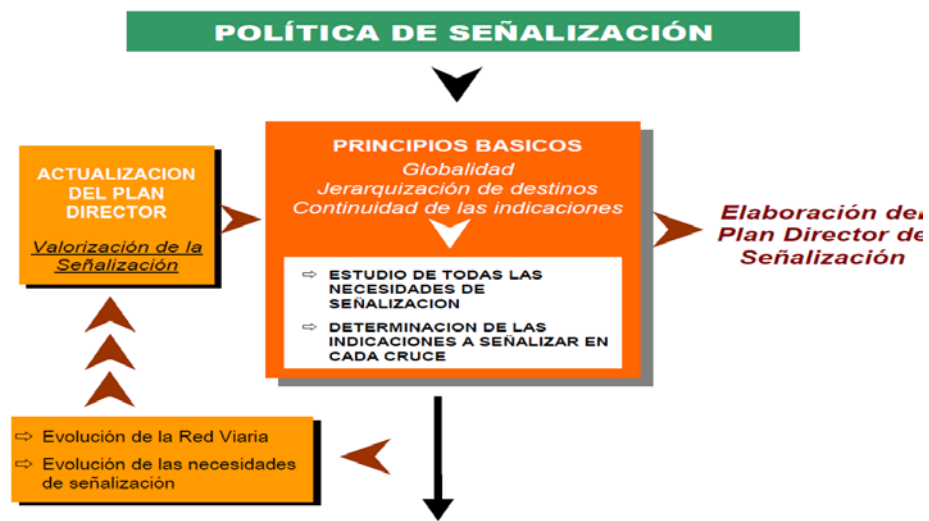 POLÍTICA DE SEÑALIZACIÓN
PRINCIPIOS BASICOS
Globalidad
Jerarquización de destinos
Continuidad de las indicaciones
⇨ ESTUDIO DE TODAS LAS
NECESIDADES DE
SEÑALIZACION
⇨ DETERMINACION DE LAS
INDICACIONES A SEÑALIZAR EN
CADA CRUCE
ACTUALIZACION
DEL PLAN
DIRECTOR
Valorización de la
Señalización
Elaboración del
Plan Director de
Señalización
⇨ Evolución de la Red Viaria
⇨ Evolución de las necesidades
de señalización